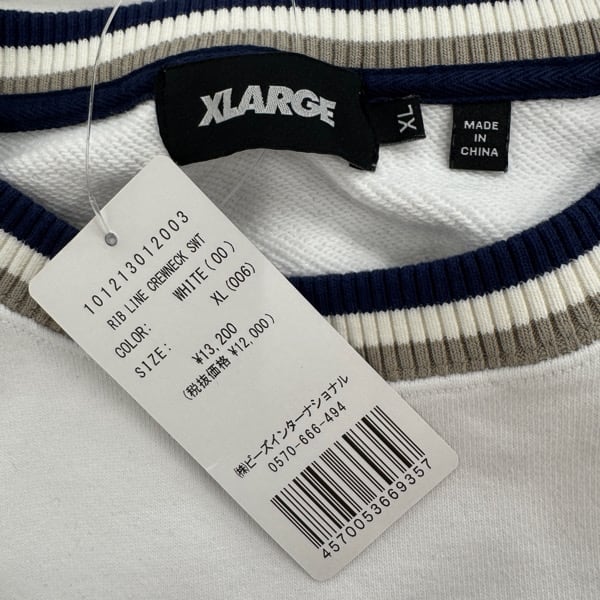 XLARGE
XL
MADE
IN
CHINA
101213012003
RIB LINE CREWNECK SWT
COLOR: WHITE(00)
SIZE: XL(006)
¥13,200
(税抜価格 ¥12,000)
㈱ビーズインターナショナル
0570-666-494
4570053669357